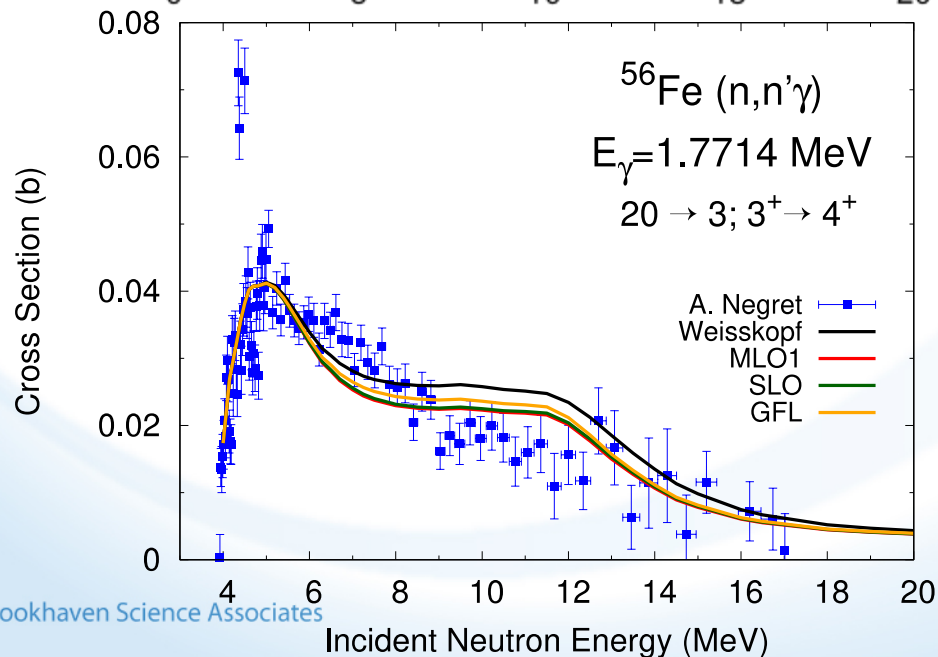 0.08
0.06
0.04
0.02
0
Cross Section (b)
⁵⁶Fe (n,n'γ)
Eγ=1.7714 MeV
20 → 3; 3⁺→ 4⁺
A. Negret
Weisskopf
MLO1
SLO
GFL
4 6 8 10 12 14 16 18 20
ookhaven Science Associates
Incident Neutron Energy (MeV)